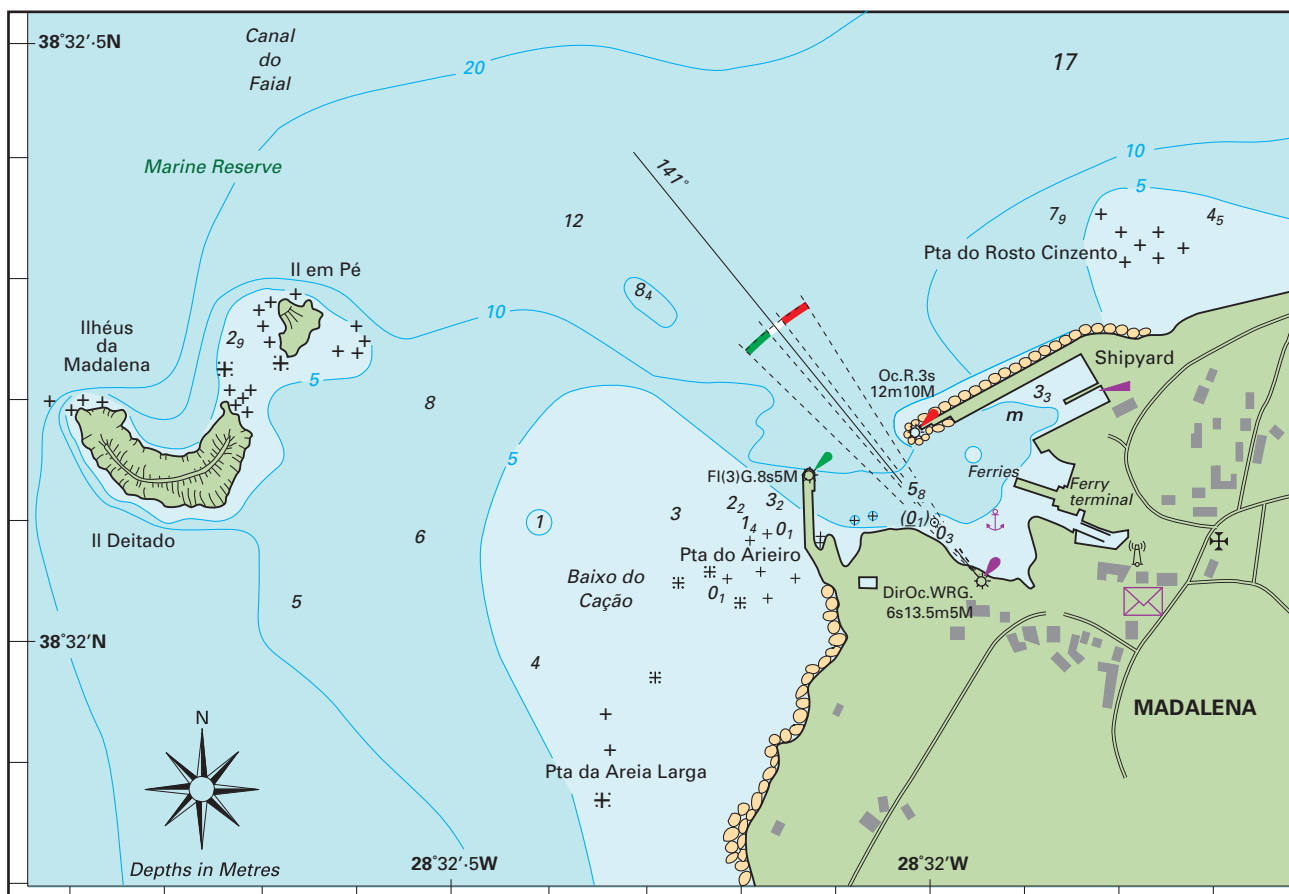 38°32'·5N
Canal
do
Faial
20
17
Marine Reserve
141°
10
5
12
7₉
4₅
Pta do Rosto Cinzento
Il em Pé
8₄
10
Ilhéus
da
Madalena
2₉
5
Shipyard
Oc.R.3s
12m10M
3₃
m
8
5
Ferries
Fl(3)G.8s5M
Ferry
terminal
5₈
(0₁)
0₃
1
3
2₂
3₂
1₄
0₁
Il Deitado
6
Pta do Arieiro
Baixo do
Cação
0₁
DirOc.WRG.
6s13.5m5M
5
38°32'N
4
MADALENA
N
Pta da Areia Larga
Depths in Metres
28°32'·5W
28°32'W